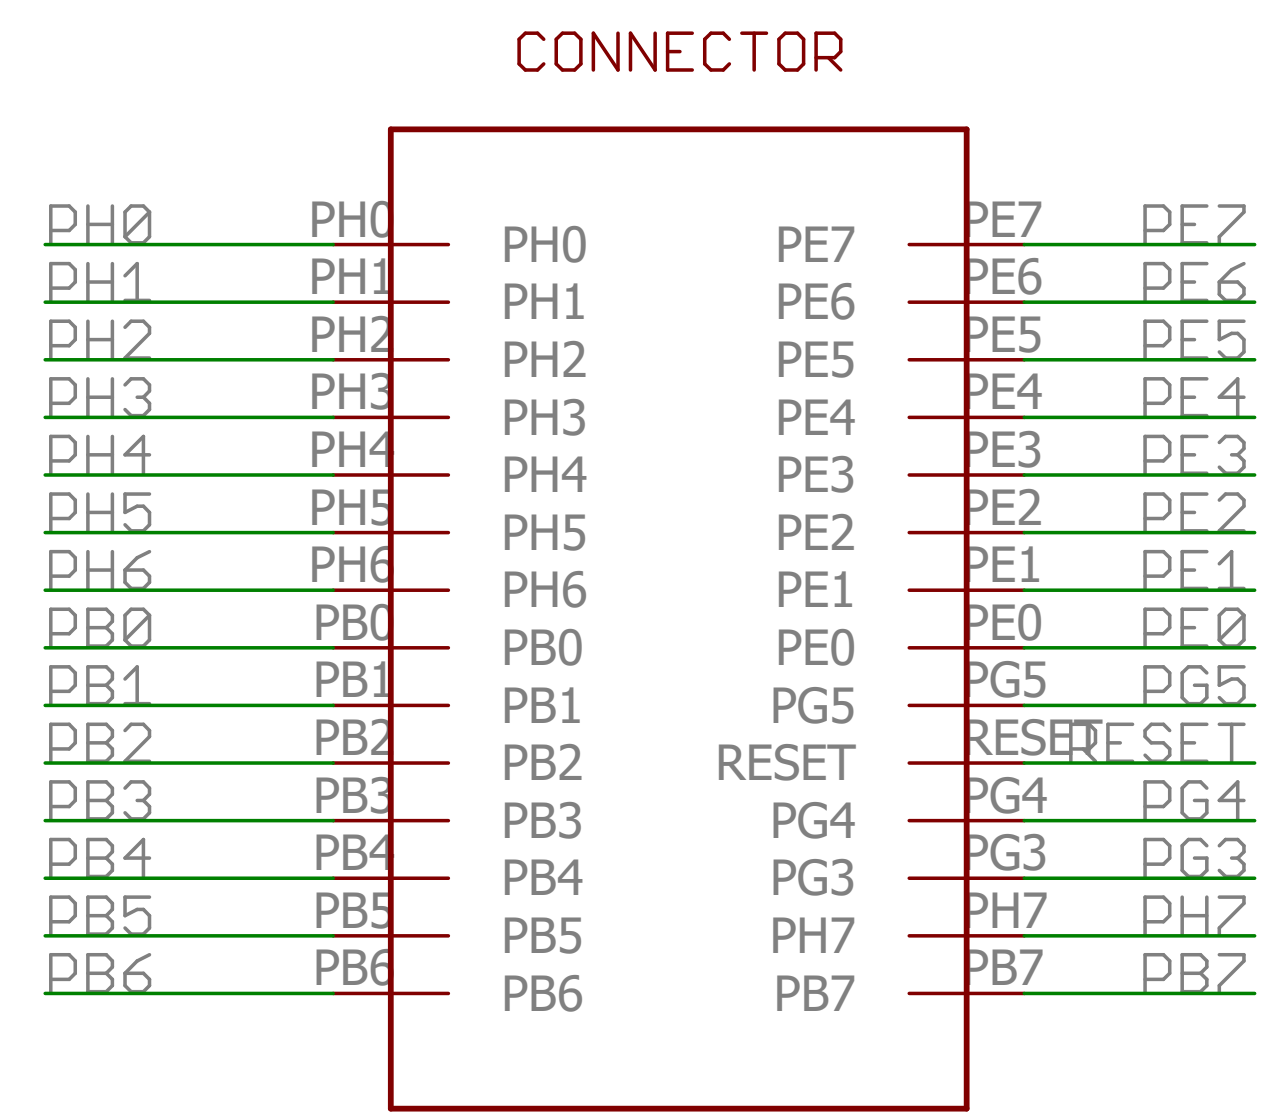 CONNECTOR
PH0 PH0 PH0 PE7 PE7 PE7
PH1 PH1 PH1 PE6 PE6 PE6
PH2 PH2 PH2 PE5 PE5 PE5
PH3 PH3 PH3 PE4 PE4 PE4
PH4 PH4 PH4 PE3 PE3 PE3
PH5 PH5 PH5 PE2 PE2 PE2
PH6 PH6 PH6 PE1 PE1 PE1
PB0 PB0 PB0 PE0 PE0 PE0
PB1 PB1 PB1 PG5 PG5 PG5
PB2 PB2 PB2 RESET RESET RESET
PB3 PB3 PB3 PG4 PG4 PG4
PB4 PB4 PB4 PG3 PG3 PG3
PB5 PB5 PB5 PH7 PH7 PH7
PB6 PB6 PB6 PB7 PB7 PB7